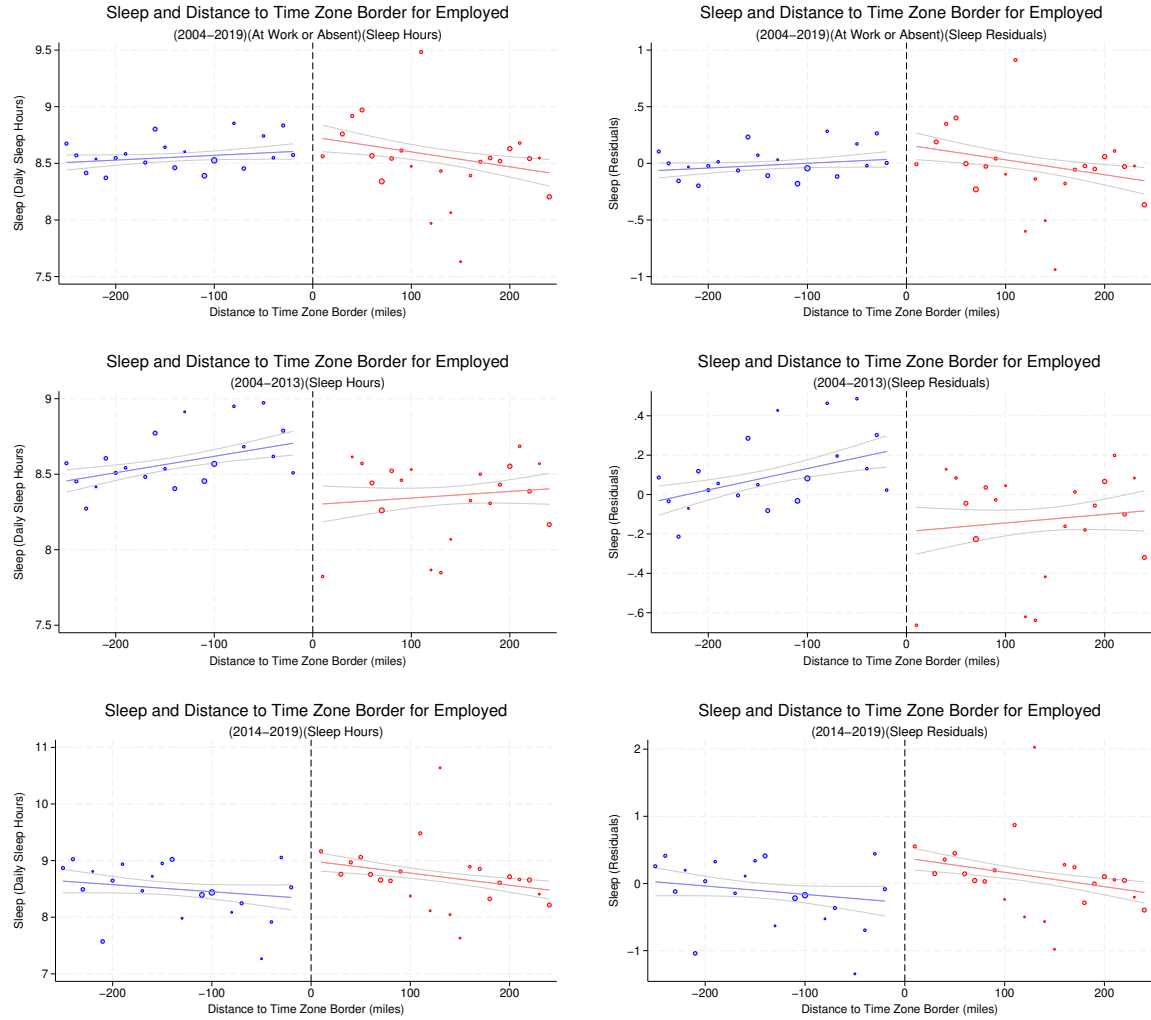 Sleep and Distance to Time Zone Border for Employed
(2004−2019)(At Work or Absent)(Sleep Hours)
Sleep (Daily Sleep Hours)
9.5
9
8.5
8
7.5
−200 −100 0 100 200
Distance to Time Zone Border (miles)
Sleep and Distance to Time Zone Border for Employed
(2004−2019)(At Work or Absent)(Sleep Residuals)
Sleep (Residuals)
1
.5
0
−.5
−1
−200 −100 0 100 200
Distance to Time Zone Border (miles)
Sleep and Distance to Time Zone Border for Employed
(2004−2013)(Sleep Hours)
Sleep (Daily Sleep Hours)
9
8.5
8
7.5
−200 −100 0 100 200
Distance to Time Zone Border (miles)
Sleep and Distance to Time Zone Border for Employed
(2004−2013)(Sleep Residuals)
Sleep (Residuals)
.4
.2
0
−.2
−.4
−.6
−200 −100 0 100 200
Distance to Time Zone Border (miles)
Sleep and Distance to Time Zone Border for Employed
(2014−2019)(Sleep Hours)
Sleep (Daily Sleep Hours)
11
10
9
8
7
−200 −100 0 100 200
Distance to Time Zone Border (miles)
Sleep and Distance to Time Zone Border for Employed
(2014−2019)(Sleep Residuals)
Sleep (Residuals)
2
1
0
−1
−200 −100 0 100 200
Distance to Time Zone Border (miles)